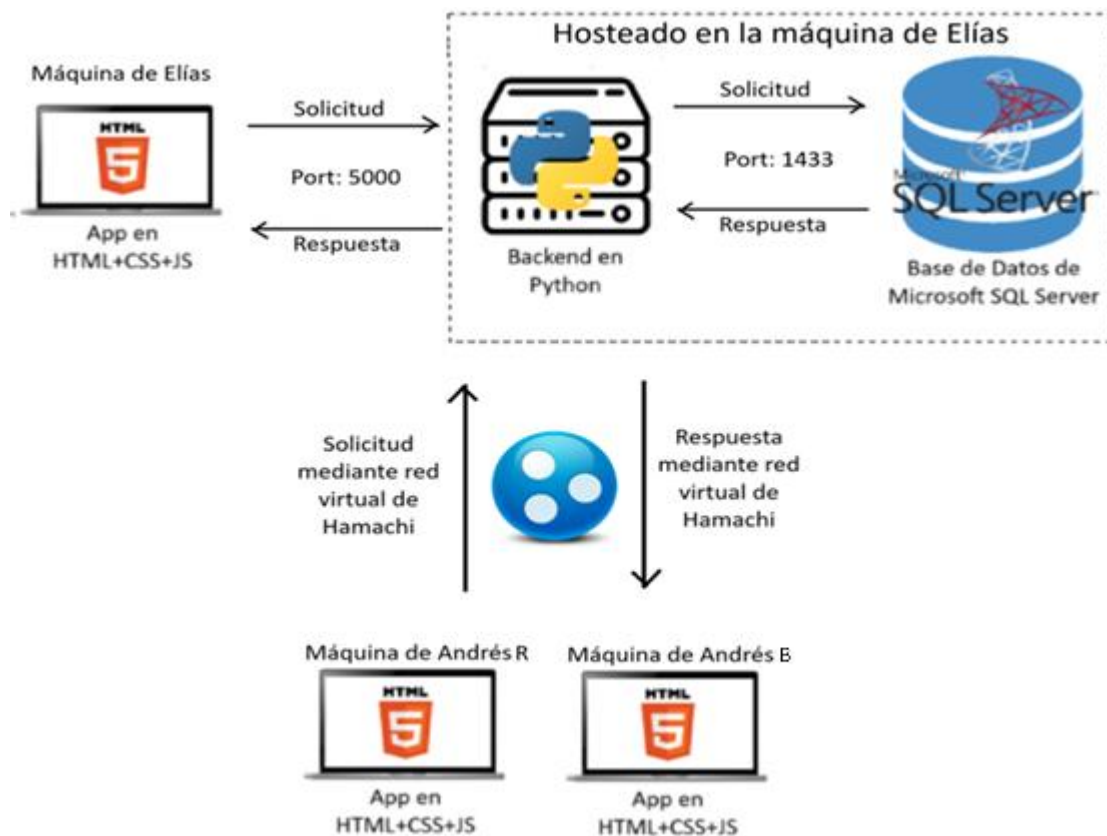 Hosteado en la máquina de Elías
Máquina de Elías
HTML
5
App en
HTML+CSS+JS
Solicitud
Port: 5000
Respuesta
Backend en
Python
Solicitud
Port: 1433
Respuesta
Microsoft
SQL Server
Base de Datos de
Microsoft SQL Server
Solicitud
mediante red
virtual de
Hamachi
Respuesta
mediante red
virtual de
Hamachi
Máquina de Andrés R
HTML
5
App en
HTML+CSS+JS
Máquina de Andrés B
HTML
5
App en
HTML+CSS+JS